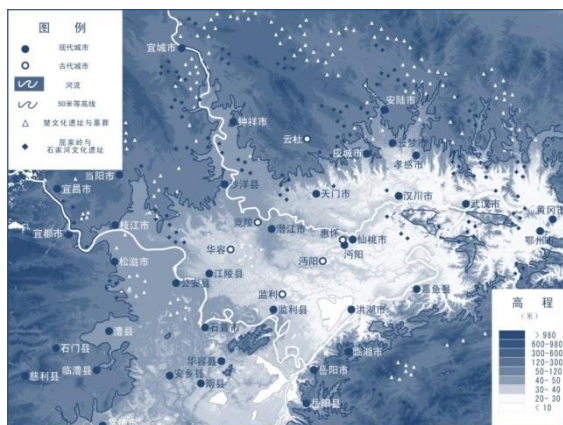 图 例
现代城市
古代城市
河流
50米等高线
楚文化遗址与墓葬
屈家岭与
石家河文化遗址
宜城市
钟祥市
安陆市
云杜
云梦市
应城市
孝感市
当阳市
宜昌市
沙洋县
天门市
汉川市
武汉市
黄冈市
鄂州市
宜都市
枝江市
竟陵
潜江市
惠怀
仙桃市
沔阳
华容
沔阳
松滋市
江陵县
公安县
监利
监利县
洪湖市
嘉鱼县
石首市
澧县
石门县
临澧县
慈利县
华容县
安乡县
南县
临湘市
岳阳市
岳阳县
高 程
(米)
> 980
600-980
300-600
120-300
50-120
40-50
30-40
20-30
< 10